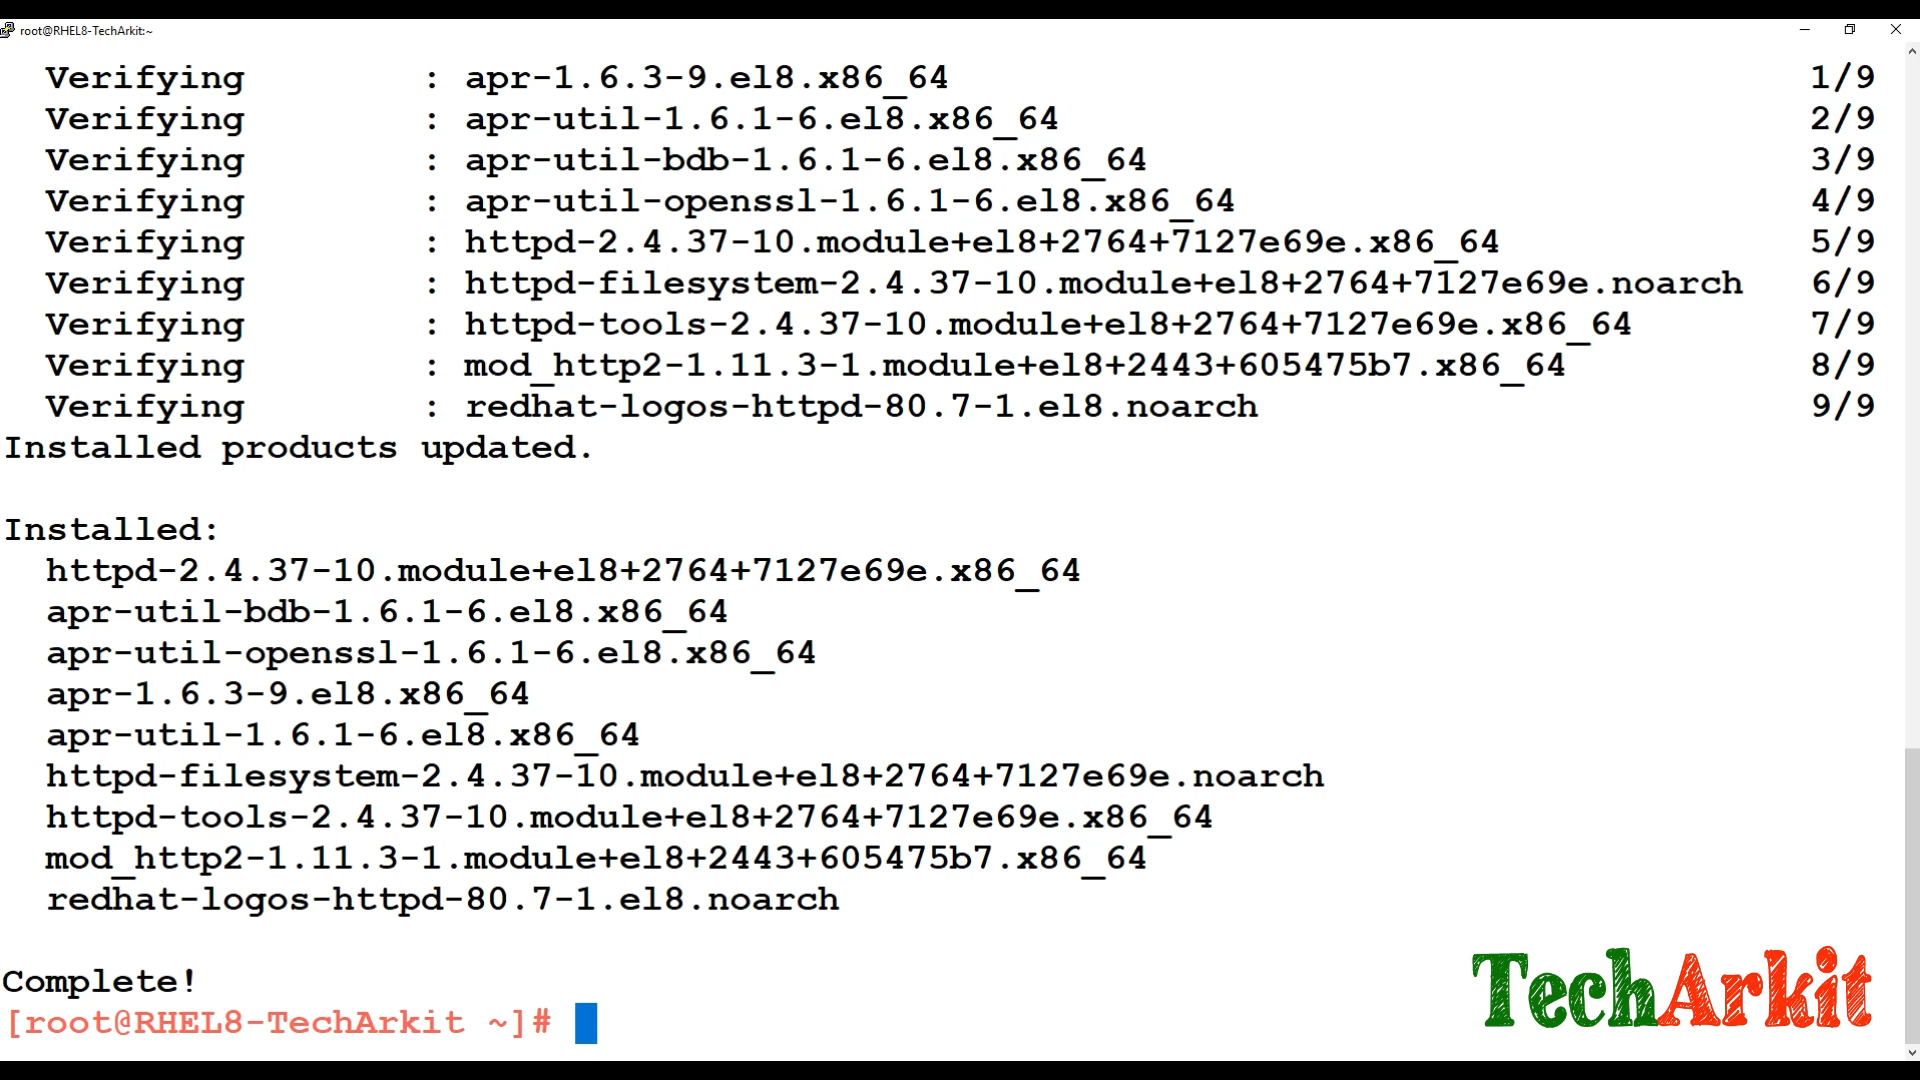 root@RHEL8-TechArkit:~
Verifying : apr-1.6.3-9.el8.x86_64 1/9
Verifying : apr-util-1.6.1-6.el8.x86_64 2/9
Verifying : apr-util-bdb-1.6.1-6.el8.x86_64 3/9
Verifying : apr-util-openssl-1.6.1-6.el8.x86_64 4/9
Verifying : httpd-2.4.37-10.module+el8+2764+7127e69e.x86_64 5/9
Verifying : httpd-filesystem-2.4.37-10.module+el8+2764+7127e69e.noarch 6/9
Verifying : httpd-tools-2.4.37-10.module+el8+2764+7127e69e.x86_64 7/9
Verifying : mod_http2-1.11.3-1.module+el8+2443+605475b7.x86_64 8/9
Verifying : redhat-logos-httpd-80.7-1.el8.noarch 9/9
Installed products updated.
Installed:
httpd-2.4.37-10.module+el8+2764+7127e69e.x86_64
apr-util-bdb-1.6.1-6.el8.x86_64
apr-util-openssl-1.6.1-6.el8.x86_64
apr-1.6.3-9.el8.x86_64
apr-util-1.6.1-6.el8.x86_64
httpd-filesystem-2.4.37-10.module+el8+2764+7127e69e.noarch
httpd-tools-2.4.37-10.module+el8+2764+7127e69e.x86_64
mod_http2-1.11.3-1.module+el8+2443+605475b7.x86_64
redhat-logos-httpd-80.7-1.el8.noarch
Complete!
[root@RHEL8-TechArkit ~]#
TechArkit